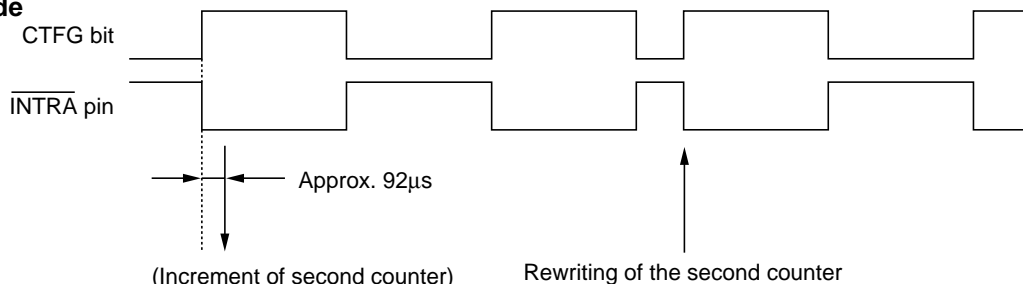 de
CTFG bit
INTRA pin
Approx. 92μs
(Increment of second counter)
Rewriting of the second counter